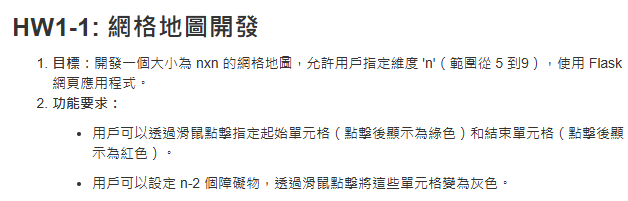 HW1-1: 網格地圖開發
1. 目標：開發一個大小為 nxn 的網格地圖，允許用戶指定維度 'n'（範圍從 5 到9），使用 Flask
網頁應用程式。
2. 功能要求：
• 用戶可以透過滑鼠點擊指定起始單元格（點擊後顯示為綠色）和結束單元格（點擊後顯
示為紅色）。
• 用戶可以設定 n-2 個障礙物，透過滑鼠點擊將這些單元格變為灰色。